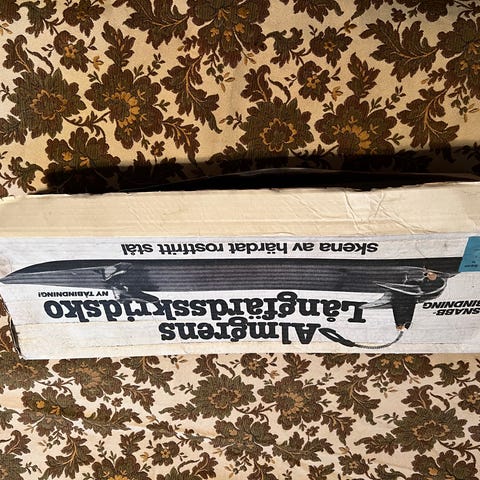 Almgrens
Långfärdsskridsko
SNABB-
BINDNING
NY TÅBINDNING!
skena av härdat rostfritt stål